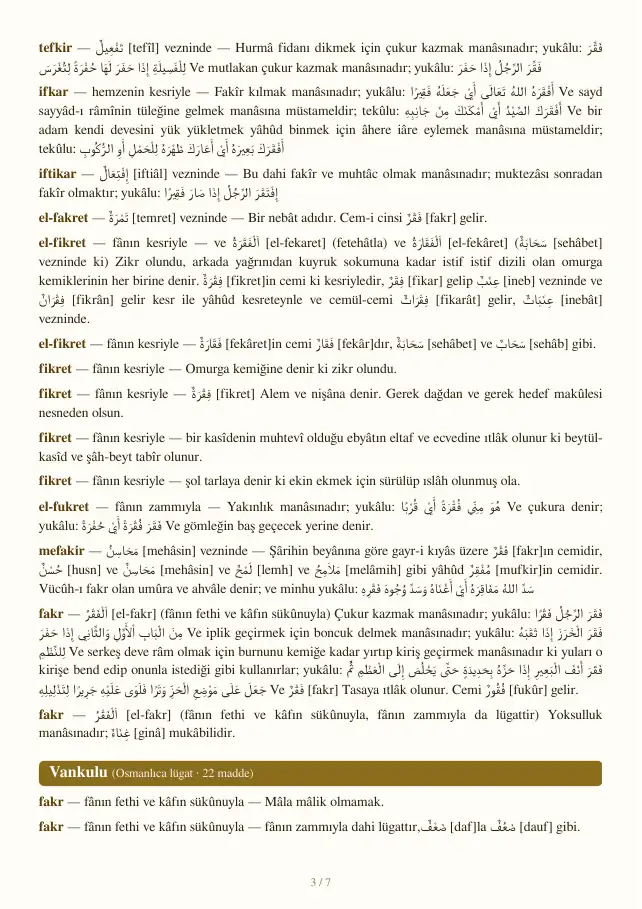 tefkir — تَفْعِيلٌ [tefîl] vezninde — Hurmâ fidanı dikmek için çukur kazmak manâsınadır; yukâlu: فَقَّرَ
لِلْفَسِيلَةِ إِذَا حَفَرَ لَهَا حُفْرَةً لِتُغْرَسَ Ve mutlakan çukur kazmak manâsınadır; yukâlu: فَقَّرَ الرَّجُلُ إِذَا حَفَرَ
ifkar — hemzenin kesriyle — Fakîr kılmak manâsınadır; yukâlu: أَفْقَرَهُ اللهُ تَعَالَى أَيْ جَعَلَهُ فَقِيرًا Ve sayd
sayyâd-ı râmînin tüleğine gelmek manâsına müstameldir; tekûlu: أَفْقَرَكَ الصَّيْدُ أَيْ أَمْكَنَكَ مِنْ جَانِبِهِ Ve bir
adam kendi devesini yük yükletmek yâhûd binmek için âhere iâre eylemek manâsına müstameldir;
tekûlu: أَفْقَرَكَ بَعِيرَهُ أَيْ أَعَارَكَ ظَهْرَهُ لِلْحَمْلِ أَوِ الرُّكُوبِ
iftikar — إِفْتِعَالٌ [iftiâl] vezninde — Bu dahi fakîr ve muhtâc olmak manâsınadır; muktezâsı sonradan
fakîr olmaktır; yukâlu: إِفْتَقَرَ الرَّجُلُ إِذَا صَارَ فَقِيرًا
el-fakret — تَمْرَةٌ [temret] vezninde — Bir nebât adıdır. Cem-i cinsi فَقْرٌ [fakr] gelir.
el-fikret — fânın kesriyle — ve اَلْفَقَرَةُ [el-fekaret] (fetehâtla) ve اَلْفَقَارَةُ [el-fekâret] (سَحَابَةٌ [sehâbet]
vezninde ki) Zikr olundu, arkada yağrınıdan kuyruk sokumuna kadar istif istif dizili olan omurga
kemiklerinin her birine denir. فِقْرَةٌ [fikret]in cemi ki kesriyledir, فِقَرٌ [fikar] gelip عِنَبٌ [ineb] vezninde ve
فِقْرَانٌ [fikrân] gelir kesr ile yâhûd kesreteynle ve cemül-cemi فِقَرَاتٌ [fikarât] gelir, عِنَبَاتٌ [inebât]
vezninde.
el-fikret — fânın kesriyle — فَقَارَةٌ [fekâret]in cemi فَقَارٌ [fekâr]dır, سَحَابَةٌ [sehâbet] ve سَحَابٌ [sehâb] gibi.
fikret — fânın kesriyle — Omurga kemiğine denir ki zikr olundu.
fikret — fânın kesriyle — فِقْرَةٌ [fikret] Alem ve nişâna denir. Gerek dağdan ve gerek hedef makûlesi
nesneden olsun.
fikret — fânın kesriyle — bir kasîdenin muhtevî olduğu ebyâtın eltaf ve ecvedine ıtlâk olunur ki beytül-
kasîd ve şâh-beyt tabîr olunur.
fikret — fânın kesriyle — şol tarlaya denir ki ekin ekmek için sürülüp ıslâh olunmuş ola.
el-fukret — fânın zammıyla — Yakınlık manâsınadır; yukâlu: هُوَ مِنِّي فُقْرَةً أَيْ قُرْبًا Ve çukura denir;
yukâlu: فَقَرَ فُقْرَةً أَيْ حُفْرَةً Ve gömleğin baş geçecek yerine denir.
mefakir — مَحَاسِنُ [mehâsin] vezninde — Şârihin beyânına göre gayr-i kıyâs üzere فَقْرٌ [fakr]ın cemidir,
حُسْنٌ [husn] ve مَحَاسِنُ [mehâsin] ve لَمْحٌ [lemh] ve مَلَامِحُ [melâmih] gibi yâhûd مُفْقِرٌ [mufkir]in cemidir.
Vücûh-ı fakr olan umûra ve ahvâle denir; ve minhu yukâlu: سَدَّ اللهُ مَفَاقِرَهُ أَيْ أَغْنَاهُ وَسَدَّ وُجُوهَ فَقْرِهِ
fakr — اَلْفَقْرُ [el-fakr] (fânın fethi ve kâfın sükûnuyla) Çukur kazmak manâsınadır; yukâlu: فَقَرَ الرَّجُلُ فَقْرًا
مِنَ الْبَابِ الْأَوَّلِ وَالثَّانِي إِذَا حَفَرَ Ve iplik geçirmek için boncuk delmek manâsınadır; yukâlu: فَقَرَ الْخَرَزَ إِذَا ثَقَبَهُ
لِلنَّظْمِ Ve serkeş deve râm olmak için burnunu kemiğe kadar yırtıp kiriş geçirmek manâsınadır ki yuları o
kirişe bend edip onunla istediği gibi kullanırlar; yukâlu: فَقَرَ أَنْفَ الْبَعِيرِ إِذَا حَزَّهُ بِحَدِيدَةٍ حَتَّى يَخْلُصَ إِلَى الْعَظْمِ ثُمَّ
جَعَلَ عَلَى مَوْضِعِ الْحَزِّ وَتَرًا فَلَوَى عَلَيْهِ جَرِيرًا لِتَذْلِيلِهِ Ve فَقْرٌ [fakr] Tasaya ıtlâk olunur. Cemi فُقُورٌ [fukûr] gelir.
fakr — اَلْفَقْرُ [el-fakr] (fânın fethi ve kâfın sükûnuyla, fânın zammıyla da lügattir) Yoksulluk
manâsınadır; غِنَاءٌ [ginâ] mukâbilidir.
Vankulu (Osmanlıca lügat · 22 madde)
fakr — fânın fethi ve kâfın sükûnuyla — Mâla mâlik olmamak.
fakr — fânın fethi ve kâfın sükûnuyla — fânın zammıyla dahi lügattır, ضَعْفٌ [daf]la ضُعْفٌ [dauf] gibi.
3 / 7